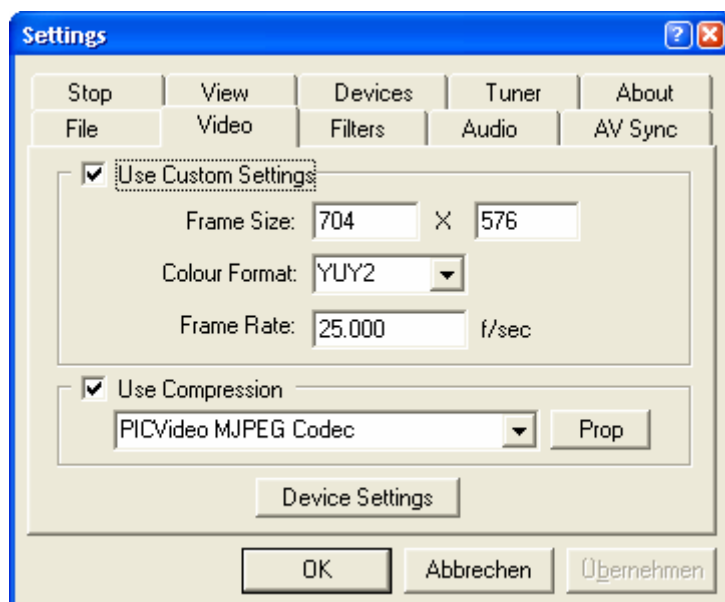 Settings
Stop View Devices Tuner About
File Video Filters Audio AV Sync
Use Custom Settings
Frame Size: 704 X 576
Colour Format: YUY2
Frame Rate: 25.000 f/sec
Use Compression
PICVideo MJPEG Codec Prop
Device Settings
OK Abbrechen Übernehmen